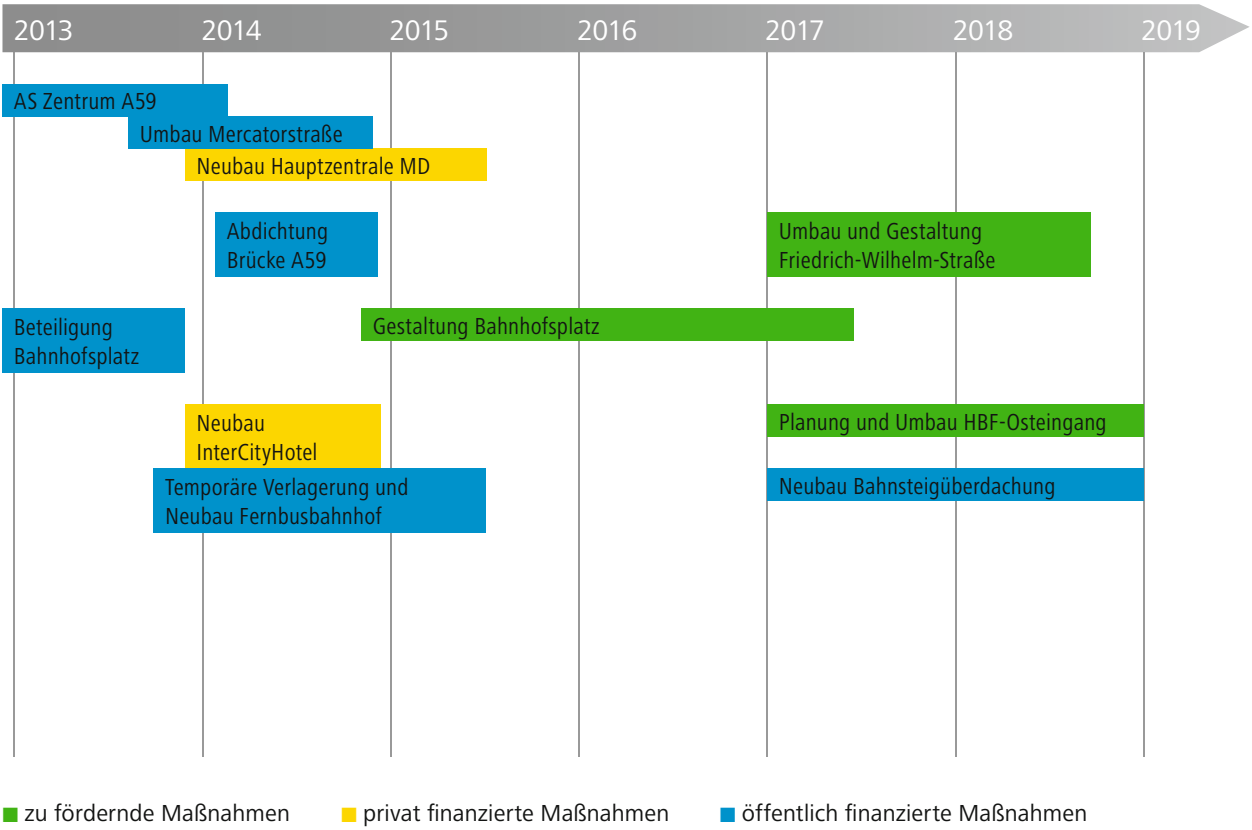 2013 2014 2015 2016 2017 2018 2019
AS Zentrum A59
Umbau Mercatorstraße
Neubau Hauptzentrale MD
Abdichtung
Brücke A59
Umbau und Gestaltung
Friedrich-Wilhelm-Straße
Beteiligung
Bahnhofsplatz
Gestaltung Bahnhofsplatz
Neubau
InterCityHotel
Planung und Umbau HBF-Osteingang
Temporäre Verlagerung und
Neubau Fernbusbahnhof
Neubau Bahnsteigüberdachung
zu fördernde Maßnahmen privat finanzierte Maßnahmen öffentlich finanzierte Maßnahmen